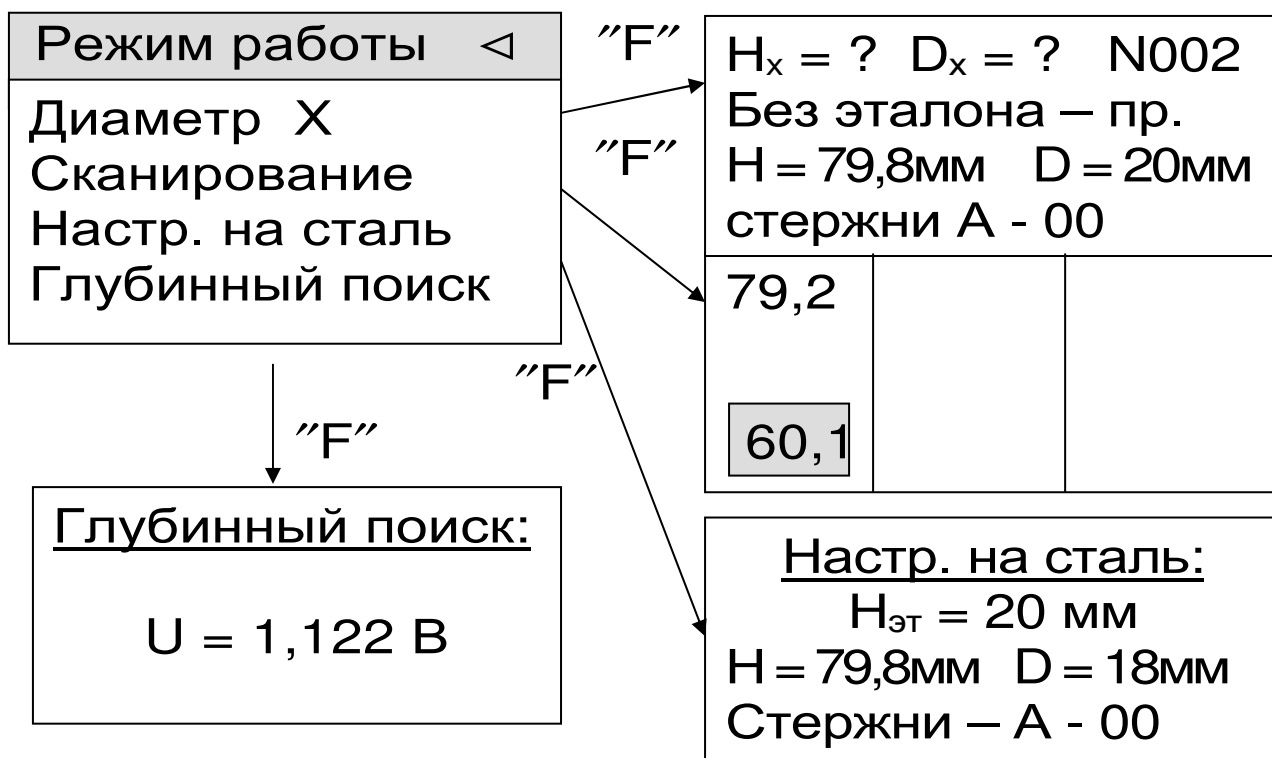 Режим работы ◁
Диаметр X
Сканирование
Настр. на сталь
Глубинный поиск
″F″
″F″
″F″
″F″
Hₓ = ? Dₓ = ? N002
Без эталона – пр.
H = 79,8мм D = 20мм
стержни А - 00
79,2
60,1
Глубинный поиск:
U = 1,122 В
Настр. на сталь:
Hэт = 20 мм
H = 79,8мм D = 18мм
Стержни – А - 00